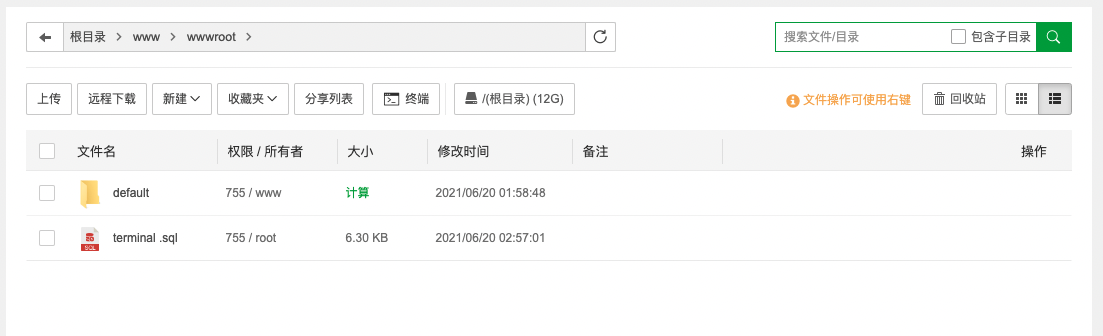 根目录 > www > wwwroot >
搜索文件/目录 包含子目录
上传 远程下载 新建 收藏夹 分享列表 终端 /(根目录) (12G) 文件操作可使用右键 回收站
文件名 权限 / 所有者 大小 修改时间 备注 操作
default 755 / www 计算 2021/06/20 01:58:48
SQL terminal .sql 755 / root 6.30 KB 2021/06/20 02:57:01